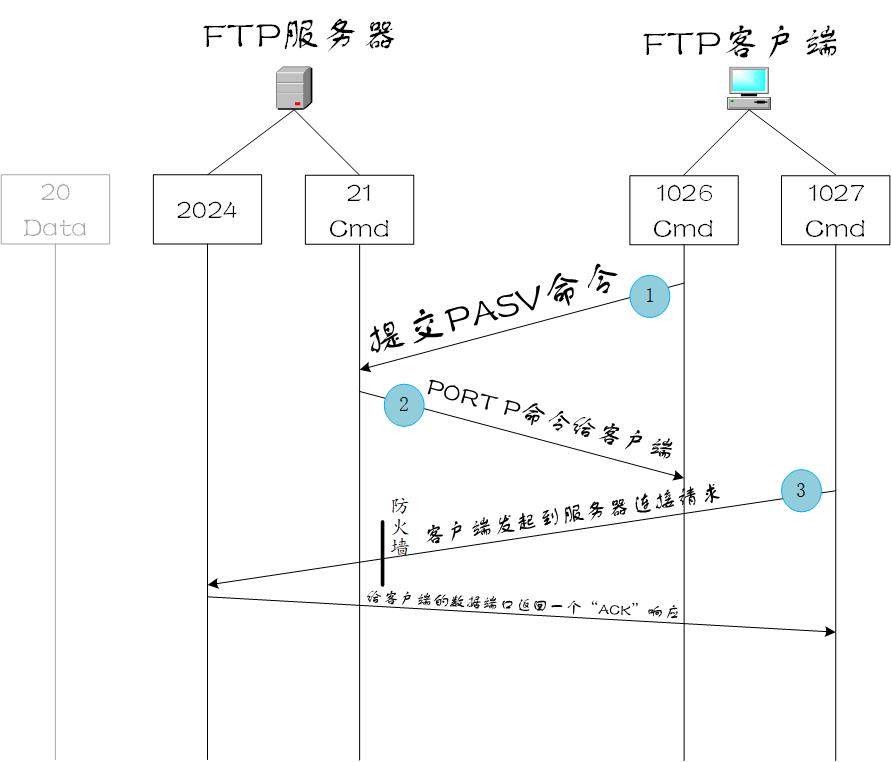 FTP服务器
FTP客户端
20
Data
2024
21
Cmd
1026
Cmd
1027
Cmd
1
提交PASV命令
2
PORT P命令给客户端
3
防火墙
客户端发起到服务器连接请求
给客户端的数据端口返回一个“ACK”响应